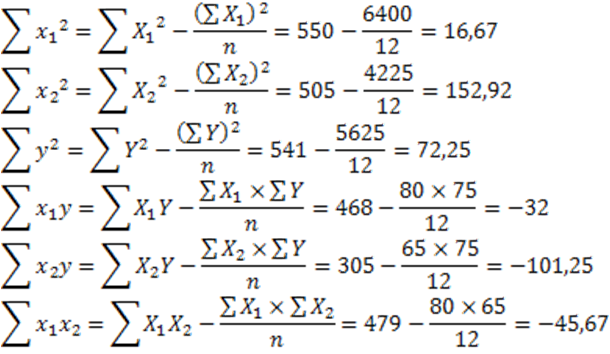 ∑ x₁² = ∑ X₁² − (∑ X₁)²/n = 550 − 6400/12 = 16,67
∑ x₂² = ∑ X₂² − (∑ X₂)²/n = 505 − 4225/12 = 152,92
∑ y² = ∑ Y² − (∑ Y)²/n = 541 − 5625/12 = 72,25
∑ x₁y = ∑ X₁Y − ∑ X₁ × ∑ Y/n = 468 − 80 × 75/12 = −32
∑ x₂y = ∑ X₂Y − ∑ X₂ × ∑ Y/n = 305 − 65 × 75/12 = −101,25
∑ x₁x₂ = ∑ X₁X₂ − ∑ X₁ × ∑ X₂/n = 479 − 80 × 65/12 = −45,67